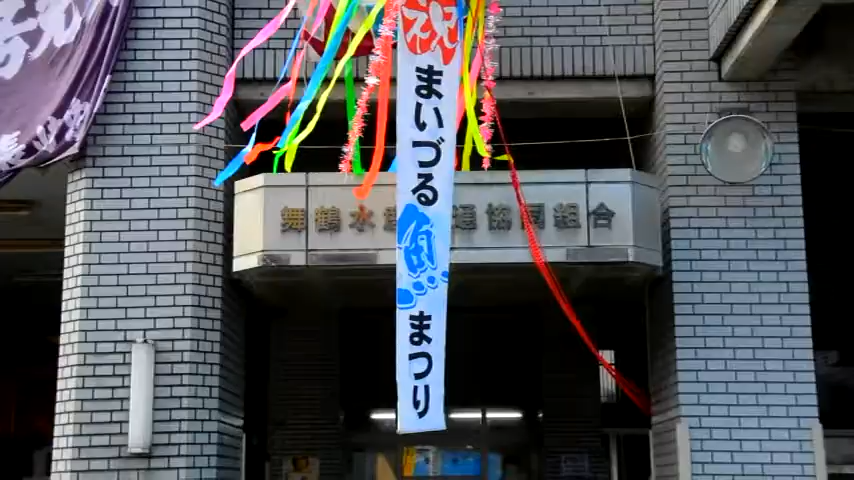 祝
まいづる
魚
まつり
舞鶴水 通協同組合